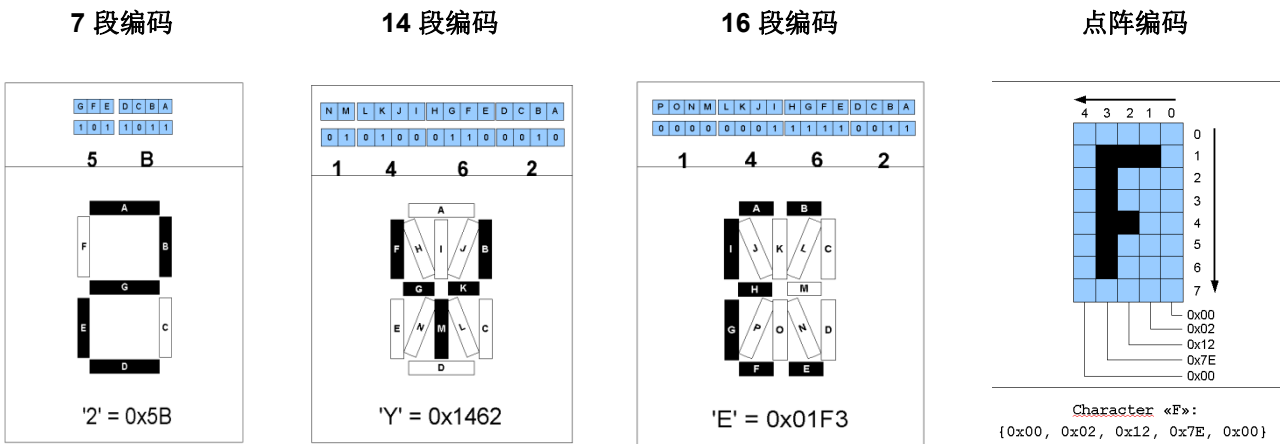 7 段编码
14 段编码
16 段编码
点阵编码
G F E D C B A
1 0 1 1 0 1 1
5 B
A
F B
G
E C
D
'2' = 0x5B
N M L K J I H G F E D C B A
0 1 0 1 0 0 0 1 1 0 0 0 1 0
1 4 6 2
A
F H I J B
G K
E N M L C
D
'Y' = 0x1462
P O N M L K J I H G F E D C B A
0 0 0 0 0 0 0 1 1 1 1 1 0 0 1 1
1 4 6 2
A B
I J K L C
H M
G P O N D
F E
'E' = 0x01F3
4 3 2 1 0
0
1
2
3
4
5
6
7
0x00
0x02
0x12
0x7E
0x00
Character «F»:
{0x00, 0x02, 0x12, 0x7E, 0x00}